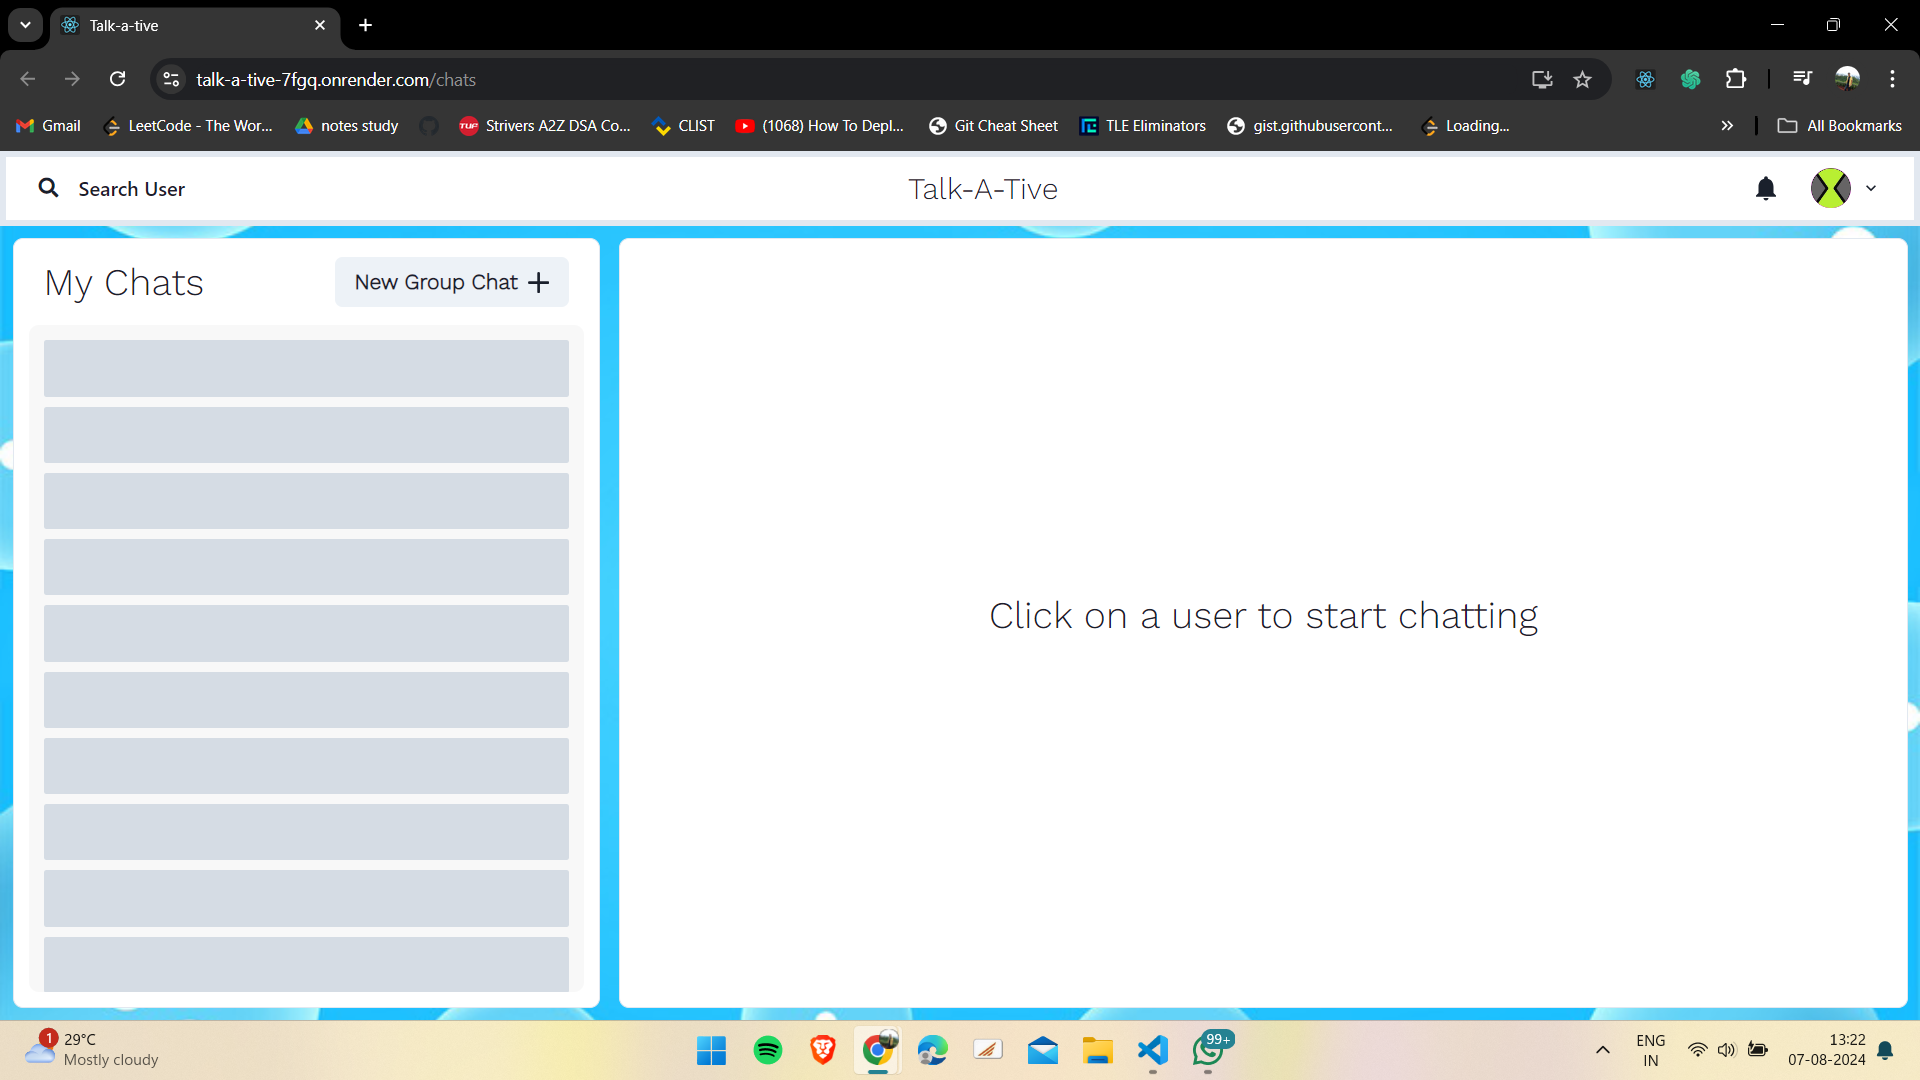 Talk-a-tive
talk-a-tive-7fgq.onrender.com/chats
Gmail LeetCode - The Wor... notes study TUF Strivers A2Z DSA Co... CLIST (1068) How To Depl... Git Cheat Sheet TLE Eliminators gist.githubusercont... Loading... All Bookmarks
Search User Talk-A-Tive
My Chats New Group Chat
Click on a user to start chatting
1 29°C
Mostly cloudy
99+
ENG
IN
13:22
07-08-2024